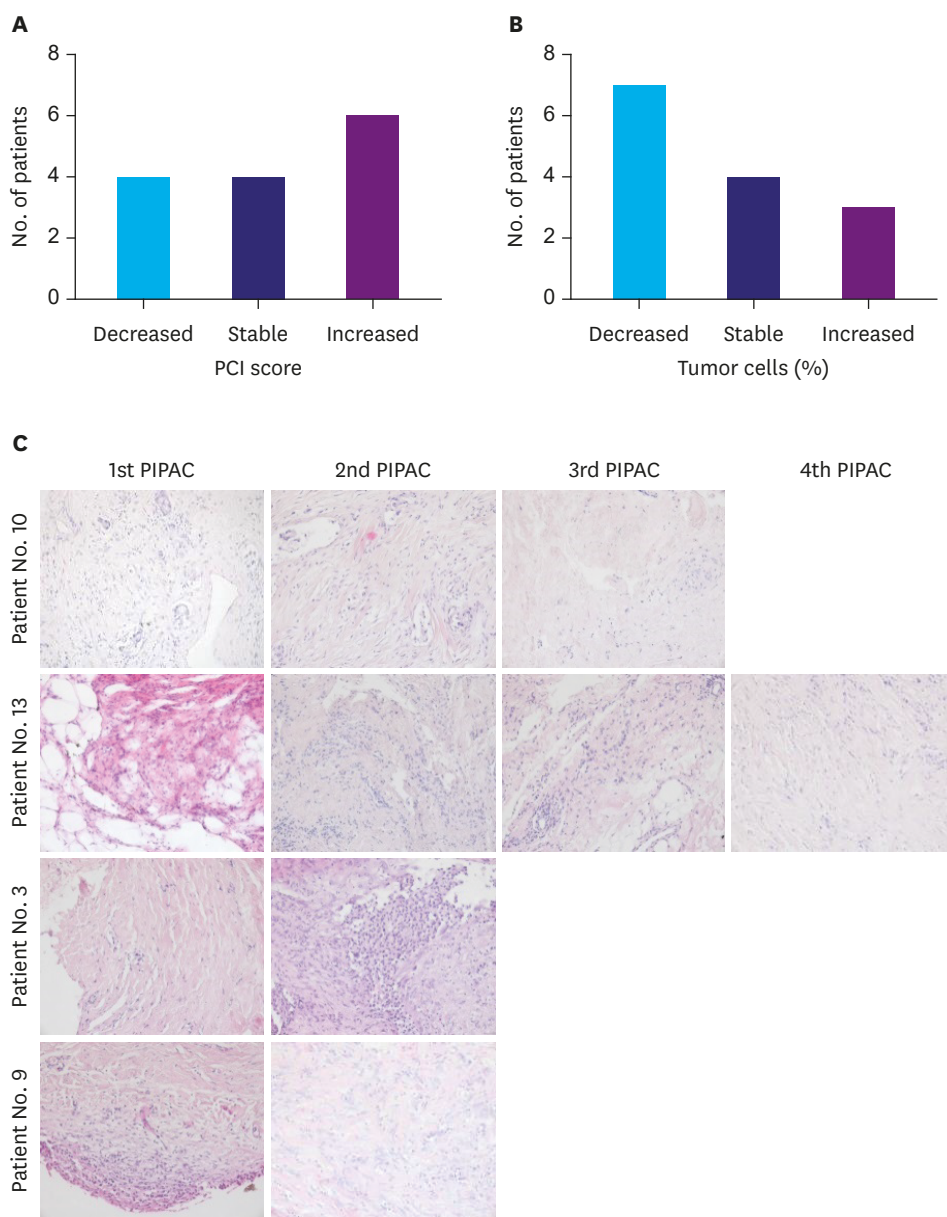 A
8
6
4
2
0
No. of patients
Decreased Stable Increased
PCI score
B
8
6
4
2
0
No. of patients
Decreased Stable Increased
Tumor cells (%)
C
1st PIPAC 2nd PIPAC 3rd PIPAC 4th PIPAC
Patient No. 10
Patient No. 13
Patient No. 3
Patient No. 9